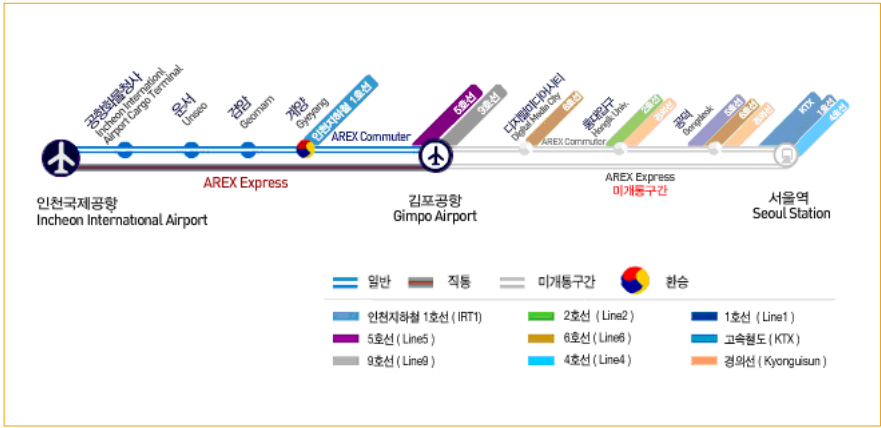 공항화물청사
Incheon Internationl
Airport Cargo Terminal
운서
Unseo
검암
Geomam
계양
Gyeyang
인천지하철 1호선
5호선
9호선
디지털미디어시티
Digital Media City
6호선
홍대입구
Hongik Univ.
2호선
경의선
공덕
Gongdeok
5호선
6호선
경의선
KTX
1호선
4호선
AREX Commuter
AREX Commuter
AREX Express
AREX Express
미개통구간
인천국제공항
Incheon International Airport
김포공항
Gimpo Airport
서울역
Seoul Station
일반
직통
미개통구간
환승
인천지하철 1호선 ( IRT1)
2호선 ( Line2 )
1호선 ( Line1 )
5호선 ( Line5 )
6호선 ( Line6 )
고속철도 ( KTX )
9호선 ( Line9 )
4호선 ( Line4 )
경의선 ( Kyonguisun )